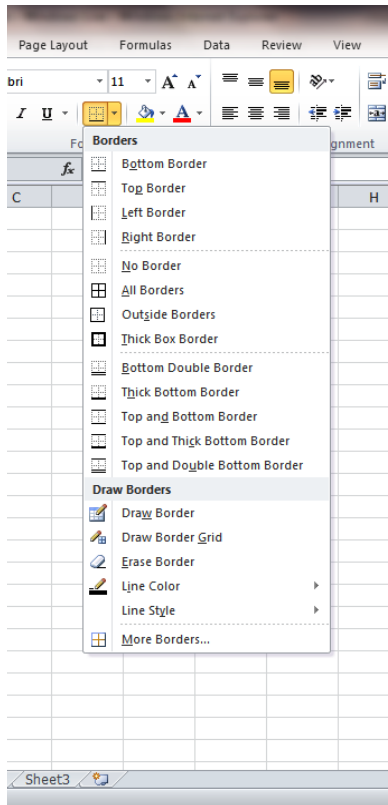 Page Layout Formulas Data Review View
bri 11 A A
I U A
Fo Borders gnment
fx
C H
Bottom Border
Top Border
Left Border
Right Border
No Border
All Borders
Outside Borders
Thick Box Border
Bottom Double Border
Thick Bottom Border
Top and Bottom Border
Top and Thick Bottom Border
Top and Double Bottom Border
Draw Borders
Draw Border
Draw Border Grid
Erase Border
Line Color
Line Style
More Borders...
Sheet3